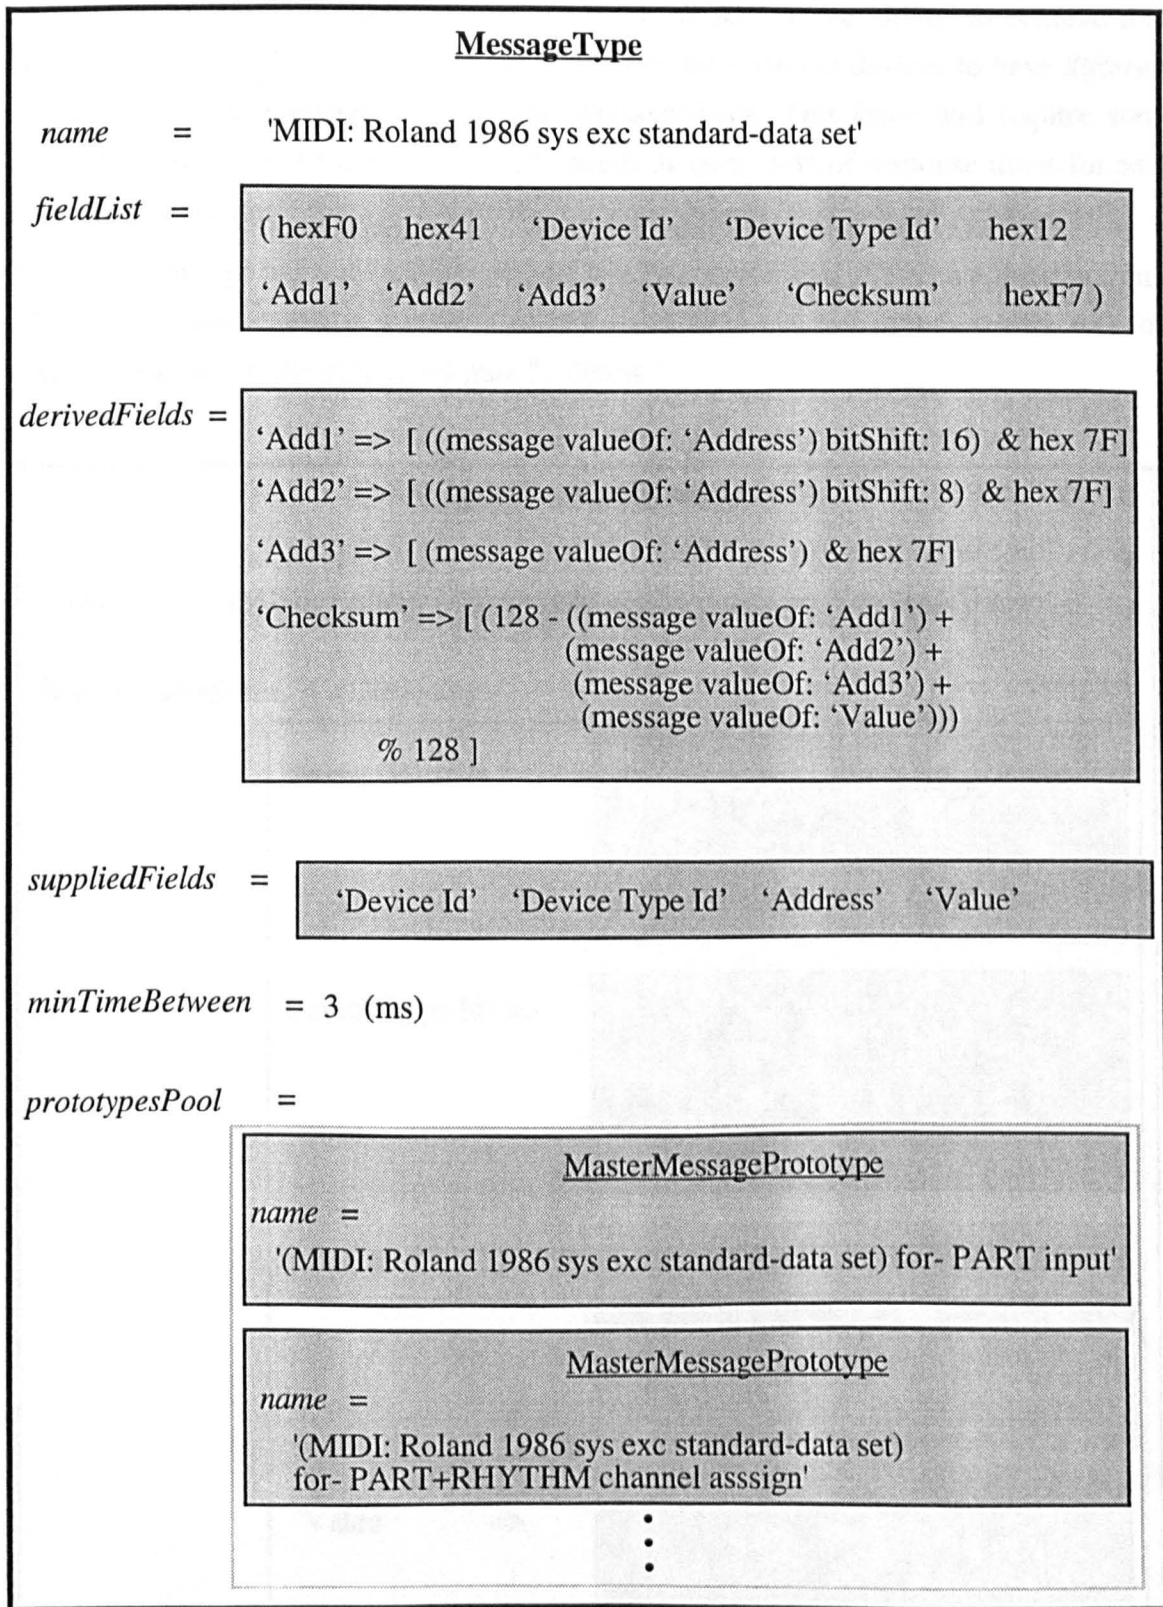 MessageType
name = 'MIDI: Roland 1986 sys exc standard-data set'
fieldList =
( hexF0 hex41 ‘Device Id’ ‘Device Type Id’ hex12
‘Add1’ ‘Add2’ ‘Add3’ ‘Value’ ‘Checksum’ hexF7 )
derivedFields =
‘Add1’ => [ ((message valueOf: ‘Address’) bitShift: 16) & hex 7F]
‘Add2’ => [ ((message valueOf: ‘Address’) bitShift: 8) & hex 7F]
‘Add3’ => [ (message valueOf: ‘Address’) & hex 7F]
‘Checksum’ => [ (128 - ((message valueOf: ‘Add1’) +
(message valueOf: ‘Add2’) +
(message valueOf: ‘Add3’) +
(message valueOf: ‘Value’)))
% 128 ]
suppliedFields =
‘Device Id’ ‘Device Type Id’ ‘Address’ ‘Value’
minTimeBetween = 3 (ms)
prototypesPool =
MasterMessagePrototype
name =
'(MIDI: Roland 1986 sys exc standard-data set) for- PART input'
MasterMessagePrototype
name =
'(MIDI: Roland 1986 sys exc standard-data set)
for- PART+RHYTHM channel asssign'